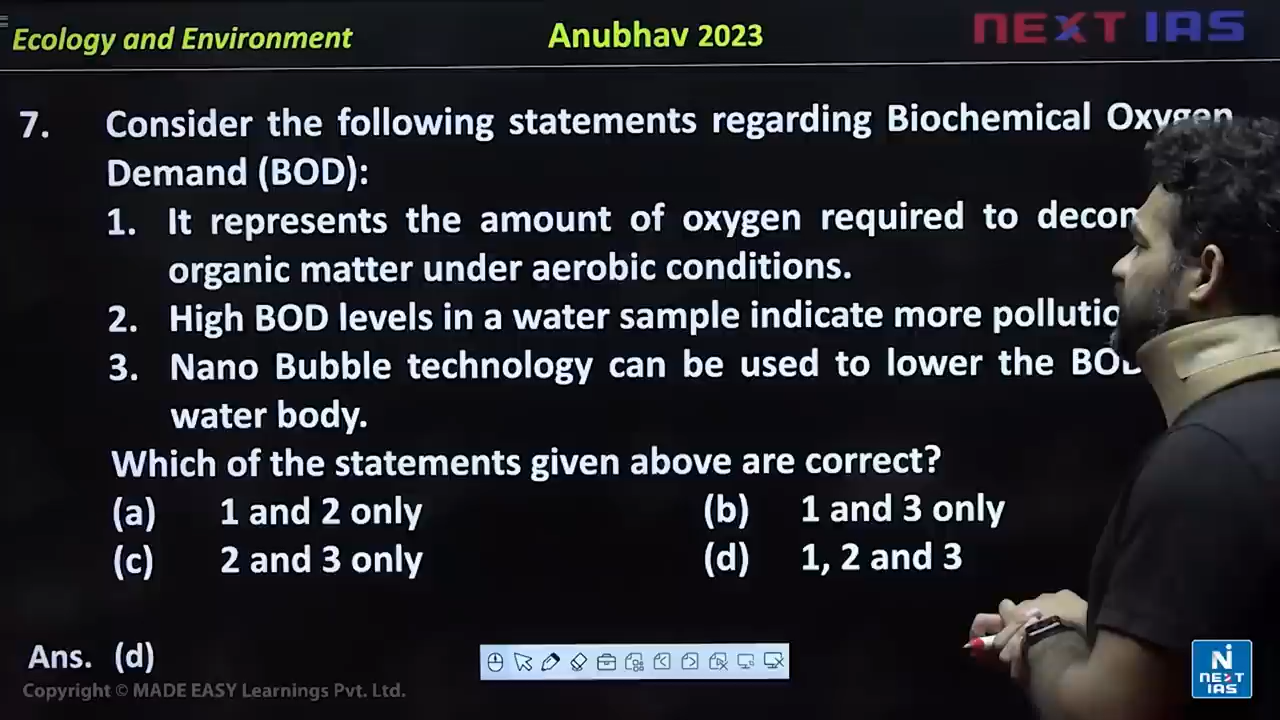 Ecology and Environment
Anubhav 2023
NEXT IAS
7. Consider the following statements regarding Biochemical Oxygen
Demand (BOD):
1. It represents the amount of oxygen required to
organic matter under aerobic conditions.
2. High BOD levels in a water sample indicate more
3. Nano Bubble technology can be used to lower the
water body.
Which of the statements given above are correct?
(a) 1 and 2 only
(b) 1 and 3 only
(c) 2 and 3 only
(d) 1, 2 and 3
Ans. (d)
Copyright © MADE EASY Learnings Pvt. Ltd.
N
NEXT
IAS